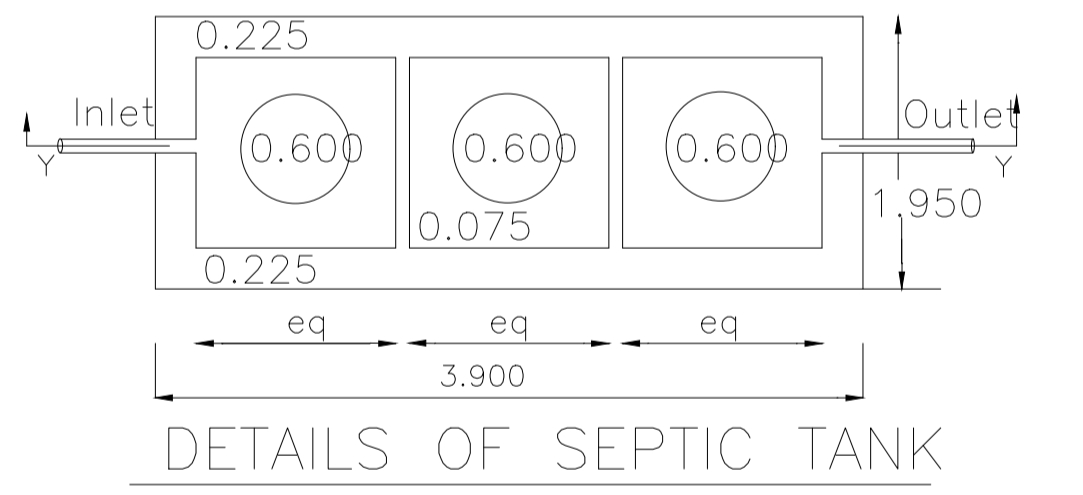 0.225
Inlet
Outlet
0.600 0.600 0.600
Y Y
1.950
0.075
0.225
eq eq eq
3.900
DETAILS OF SEPTIC TANK